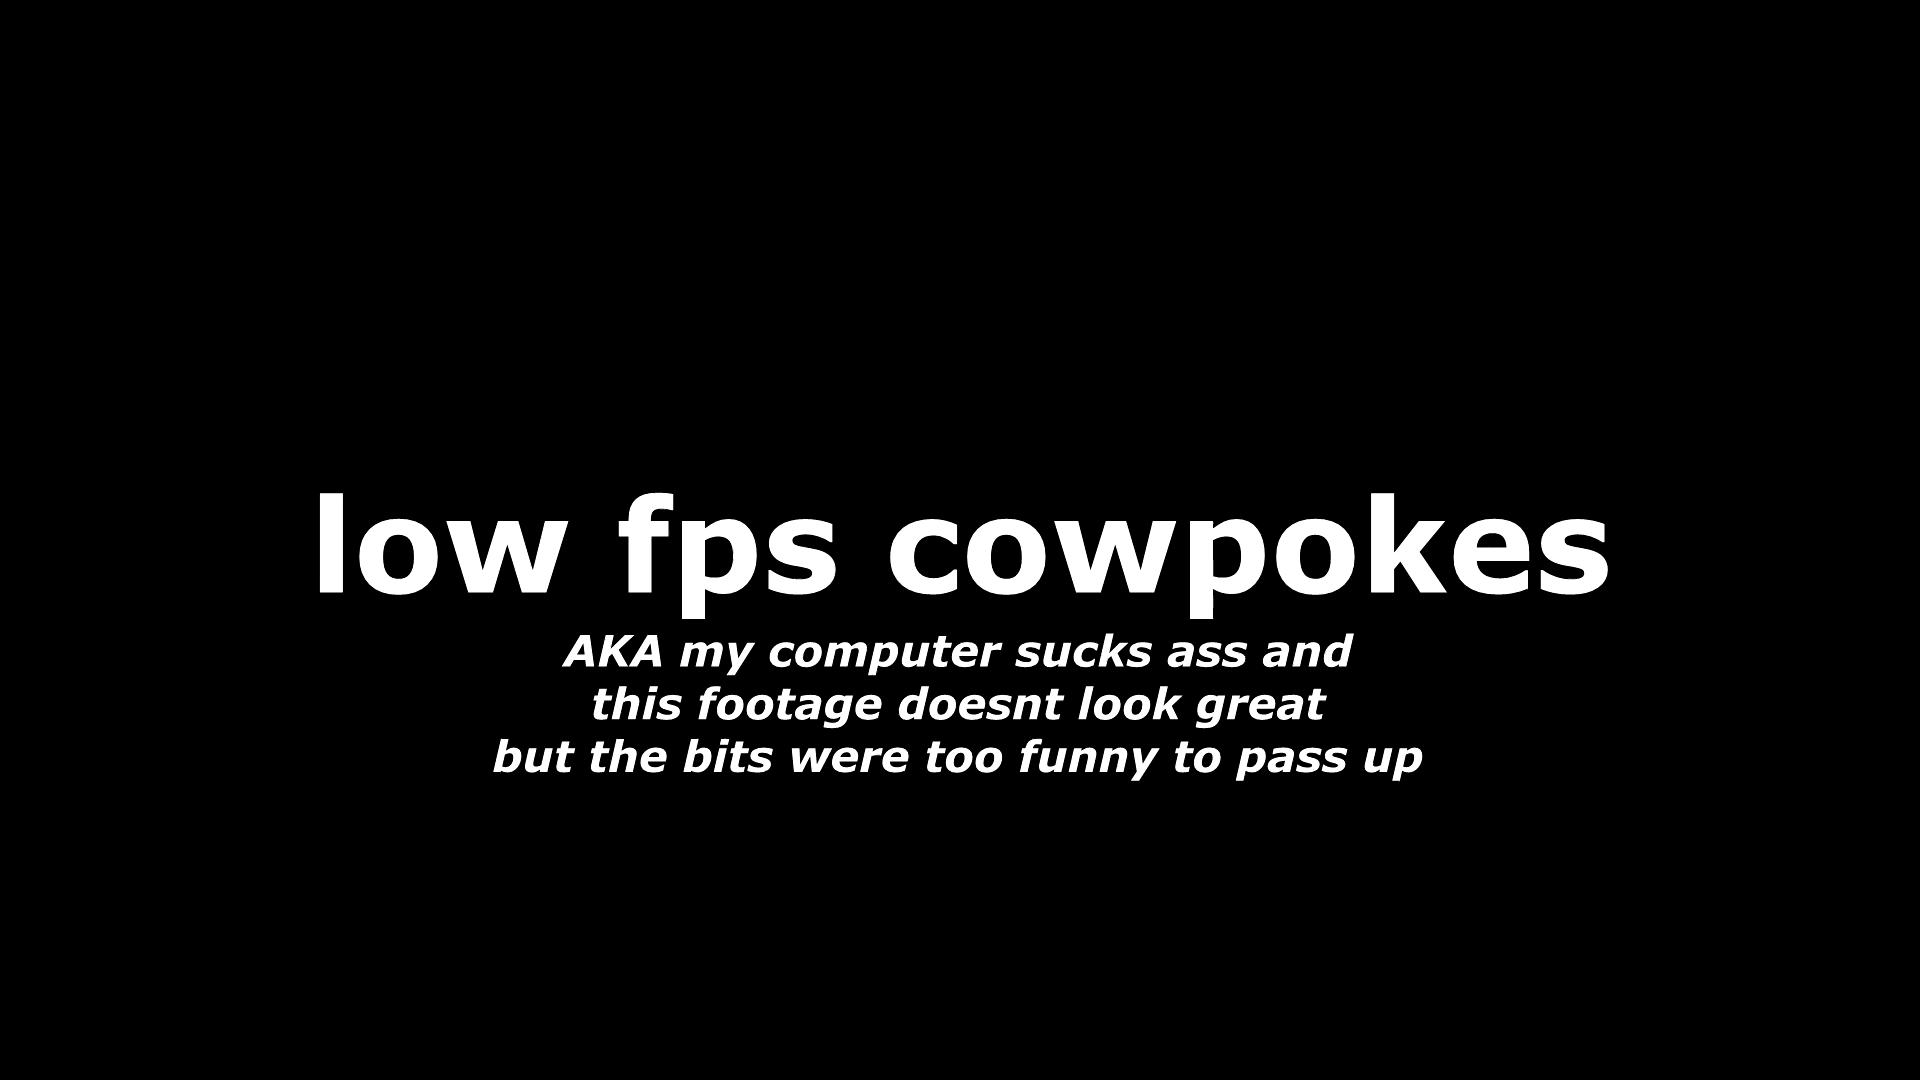 low fps cowpokes
AKA my computer sucks ass and
this footage doesnt look great
but the bits were too funny to pass up